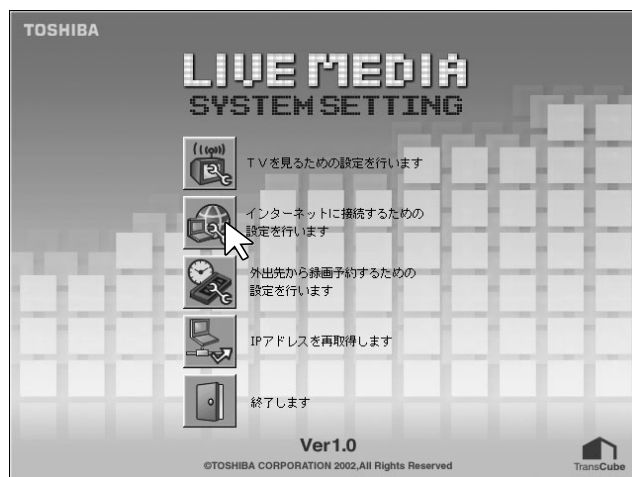 TOSHIBA
LIVE MEDIA
SYSTEM SETTING
TVを見るための設定を行います
インターネットに接続するための
設定を行います
外出先から録画予約するための
設定を行います
IPアドレスを再取得します
終了します
Ver1.0
©TOSHIBA CORPORATION 2002,All Rights Reserved
TransCube